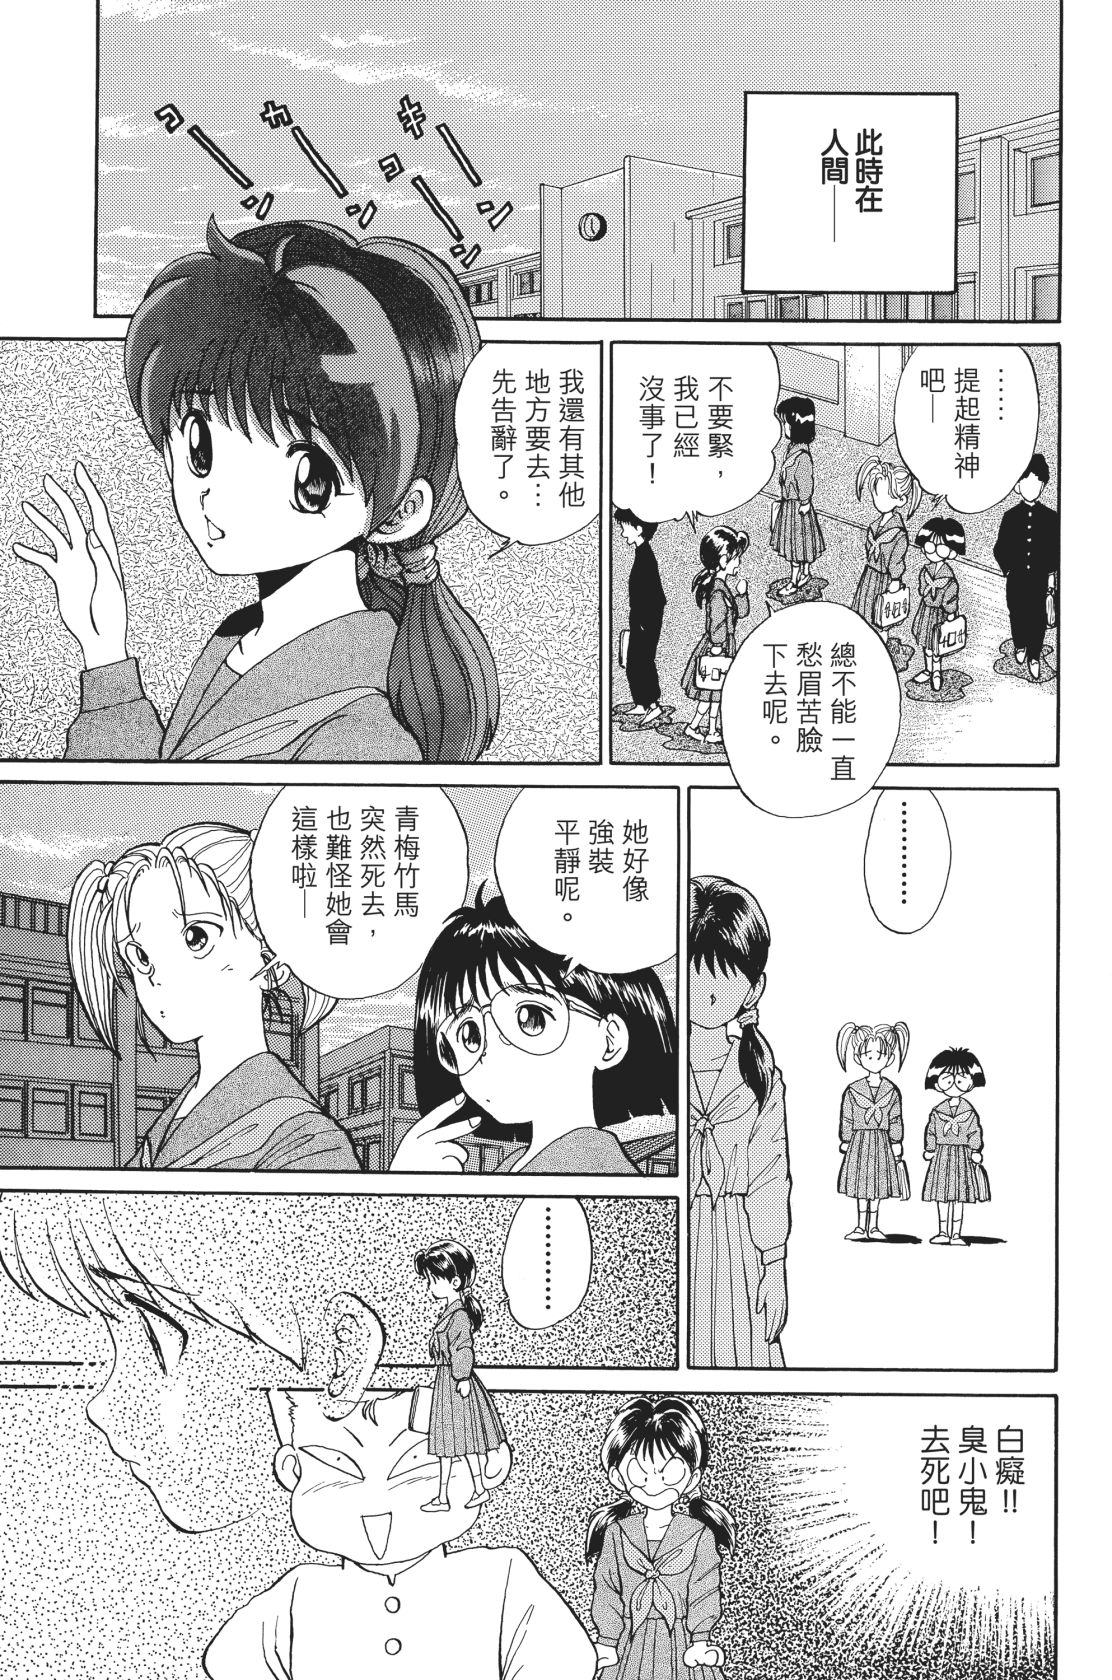 此時在
人間——
キーン
コーン
カーン
コーン
……
提起精神
吧—
不要緊，
我已經
沒事了！
總不能一直
愁眉苦臉
下去呢。
我還有其他
地方要去…
先告辭了。
………
她好像
強裝
平靜呢。
青梅竹馬
突然死去，
也難怪她會
這樣啦—
………
白癡!!
臭小鬼！
去死吧！